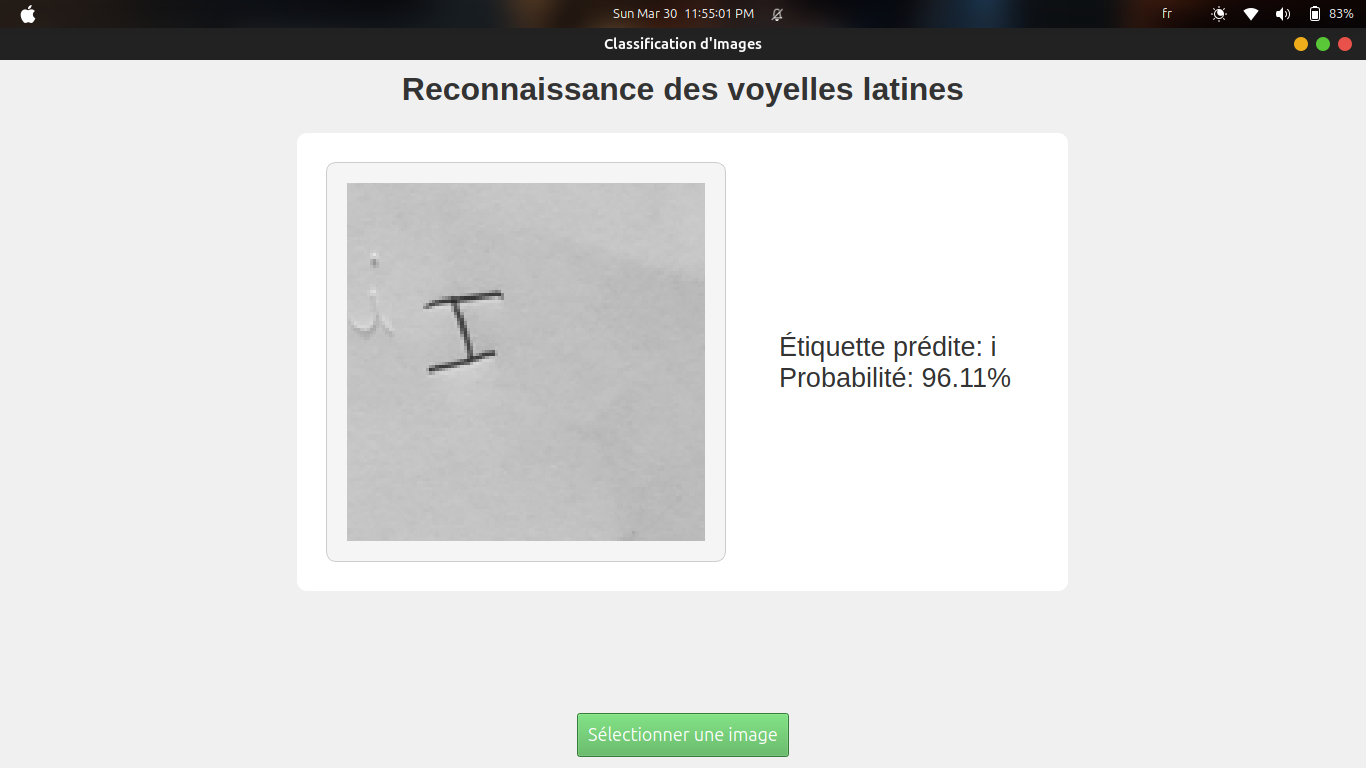 Sun Mar 30 11:55:01 PM
fr
83%
Classification d'Images
Reconnaissance des voyelles latines
i
I
Étiquette prédite: i
Probabilité: 96.11%
Sélectionner une image